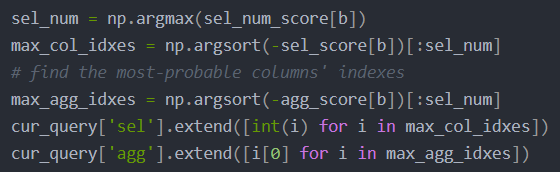 sel_num = np.argmax(sel_num_score[b])
max_col_idxes = np.argsort(-sel_score[b])[:sel_num]
# find the most-probable columns' indexes
max_agg_idxes = np.argsort(-agg_score[b])[:sel_num]
cur_query['sel'].extend([int(i) for i in max_col_idxes])
cur_query['agg'].extend([i[0] for i in max_agg_idxes])